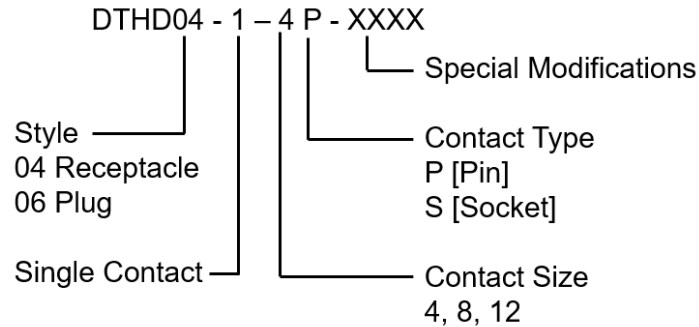 DTHD04 - 1 – 4 P - XXXX
Special Modifications
Style
04 Receptacle
06 Plug
Contact Type
P [Pin]
S [Socket]
Single Contact
Contact Size
4, 8, 12